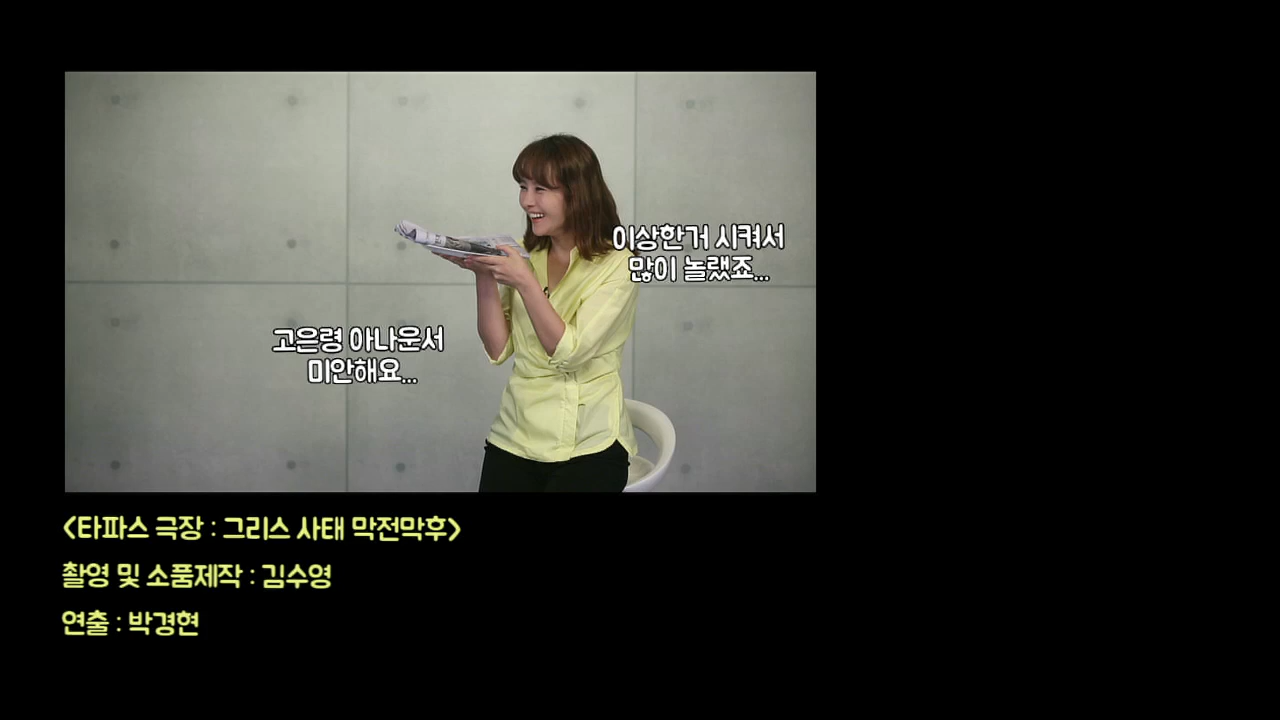 이상한거 시켜서
많이 놀랬죠...
고은령 아나운서
미안해요...
<타파스 극장 : 그리스 사태 막전막후>
촬영 및 소품제작 : 김수영
연출 : 박경현